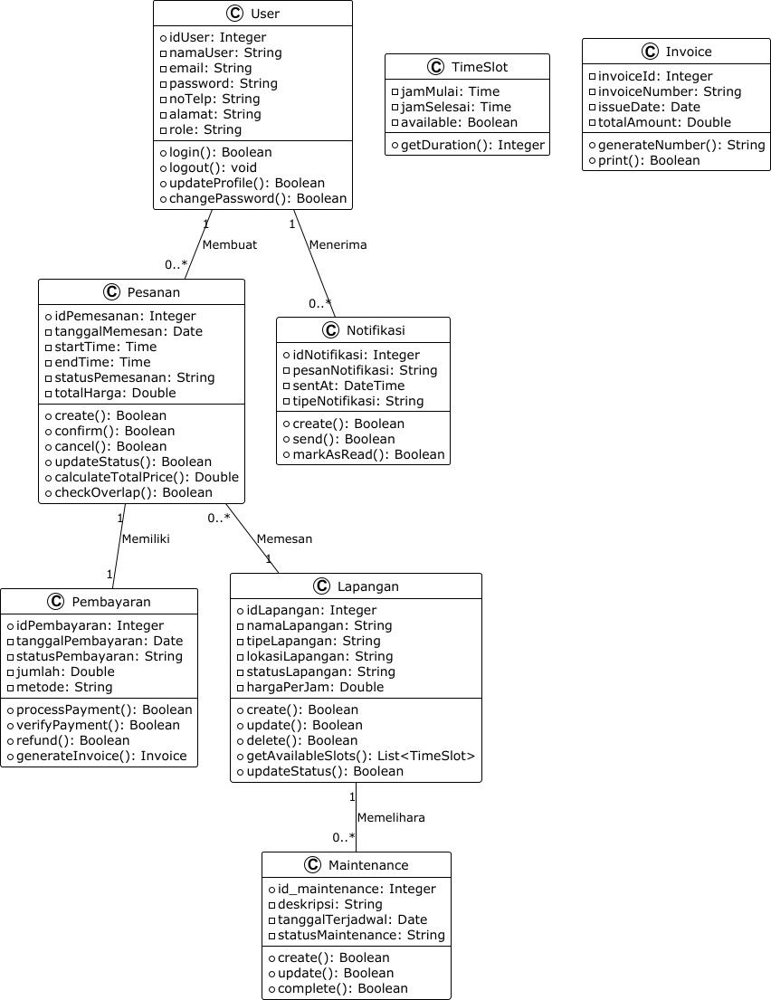 C User
idUser: Integer
namaUser: String
email: String
password: String
noTelp: String
alamat: String
role: String
login(): Boolean
logout(): void
updateProfile(): Boolean
changePassword(): Boolean
C TimeSlot
jamMulai: Time
jamSelesai: Time
available: Boolean
getDuration(): Integer
C Invoice
invoiceId: Integer
invoiceNumber: String
issueDate: Date
totalAmount: Double
generateNumber(): String
print(): Boolean
1
Membuat
0..*
1
Menerima
0..*
C Pesanan
idPemesanan: Integer
tanggalMemesan: Date
startTime: Time
endTime: Time
statusPemesanan: String
totalHarga: Double
create(): Boolean
confirm(): Boolean
cancel(): Boolean
updateStatus(): Boolean
calculateTotalPrice(): Double
checkOverlap(): Boolean
C Notifikasi
idNotifikasi: Integer
pesanNotifikasi: String
sentAt: DateTime
tipeNotifikasi: String
create(): Boolean
send(): Boolean
markAsRead(): Boolean
1
Memiliki
1
0..*
Memesan
1
C Pembayaran
idPembayaran: Integer
tanggalPembayaran: Date
statusPembayaran: String
jumlah: Double
metode: String
processPayment(): Boolean
verifyPayment(): Boolean
refund(): Boolean
generateInvoice(): Invoice
C Lapangan
idLapangan: Integer
namaLapangan: String
tipeLapangan: String
lokasiLapangan: String
statusLapangan: String
hargaPerJam: Double
create(): Boolean
update(): Boolean
delete(): Boolean
getAvailableSlots(): List<TimeSlot>
updateStatus(): Boolean
1
Memelihara
0..*
C Maintenance
id_maintenance: Integer
deskripsi: String
tanggalTerjadwal: Date
statusMaintenance: String
create(): Boolean
update(): Boolean
complete(): Boolean